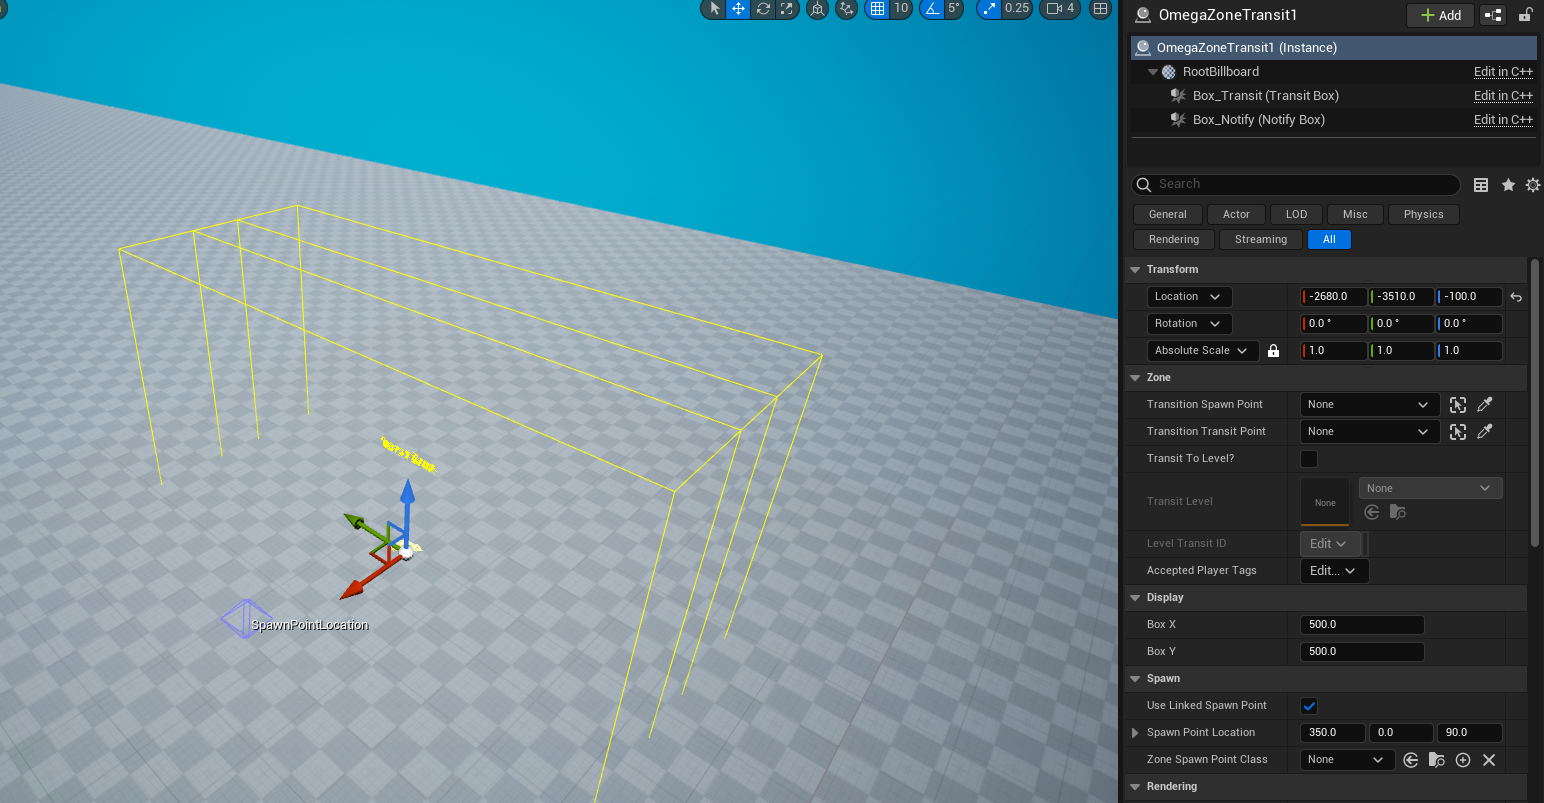 10
5°
0.25
4
OmegaZoneTransit1
Add
OmegaZoneTransit1 (Instance)
RootBillboard
Edit in C++
Box_Transit (Transit Box)
Edit in C++
Box_Notify (Notify Box)
Edit in C++
Search
General
Actor
LOD
Misc
Physics
Rendering
Streaming
All
Transform
Location
-2680.0
-3510.0
-100.0
Rotation
0.0 °
0.0 °
0.0 °
Absolute Scale
1.0
1.0
1.0
Zone
Transition Spawn Point
None
Transition Transit Point
None
Transit To Level?
Transit Level
None
None
Level Transit ID
Edit
Accepted Player Tags
Edit...
Display
Box X
500.0
Box Y
500.0
Spawn
Use Linked Spawn Point
Spawn Point Location
350.0
0.0
90.0
Zone Spawn Point Class
None
Rendering
SpawnPointLocation